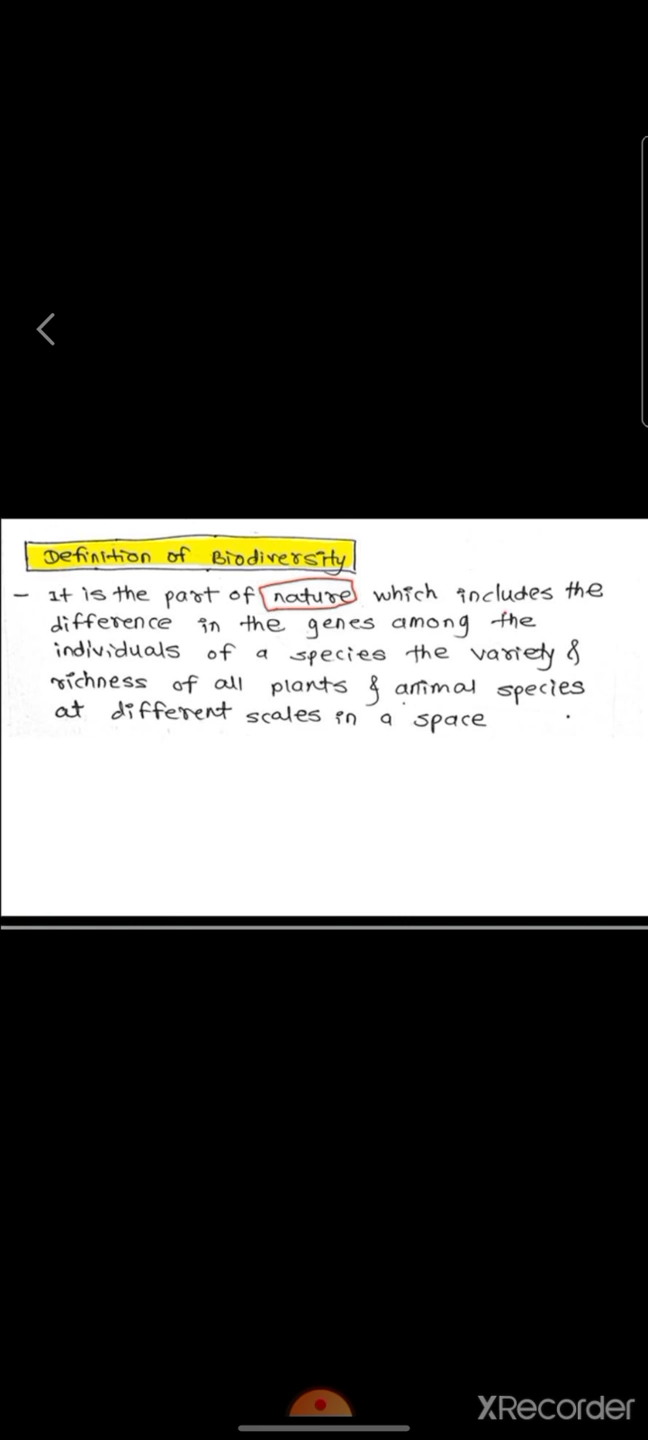 Definition of Biodiversity
- It is the part of nature which includes the
difference in the genes among the
individuals of a species the variety &
richness of all plants & animal species
at different scales in a space .
XRecorder